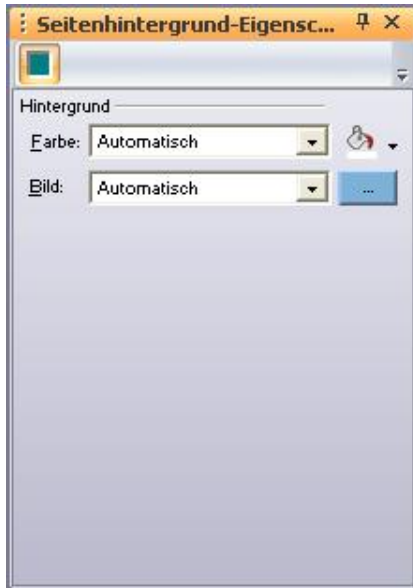 Seitenhintergrund-Eigensc...
Hintergrund
Farbe: Automatisch
Bild: Automatisch ...